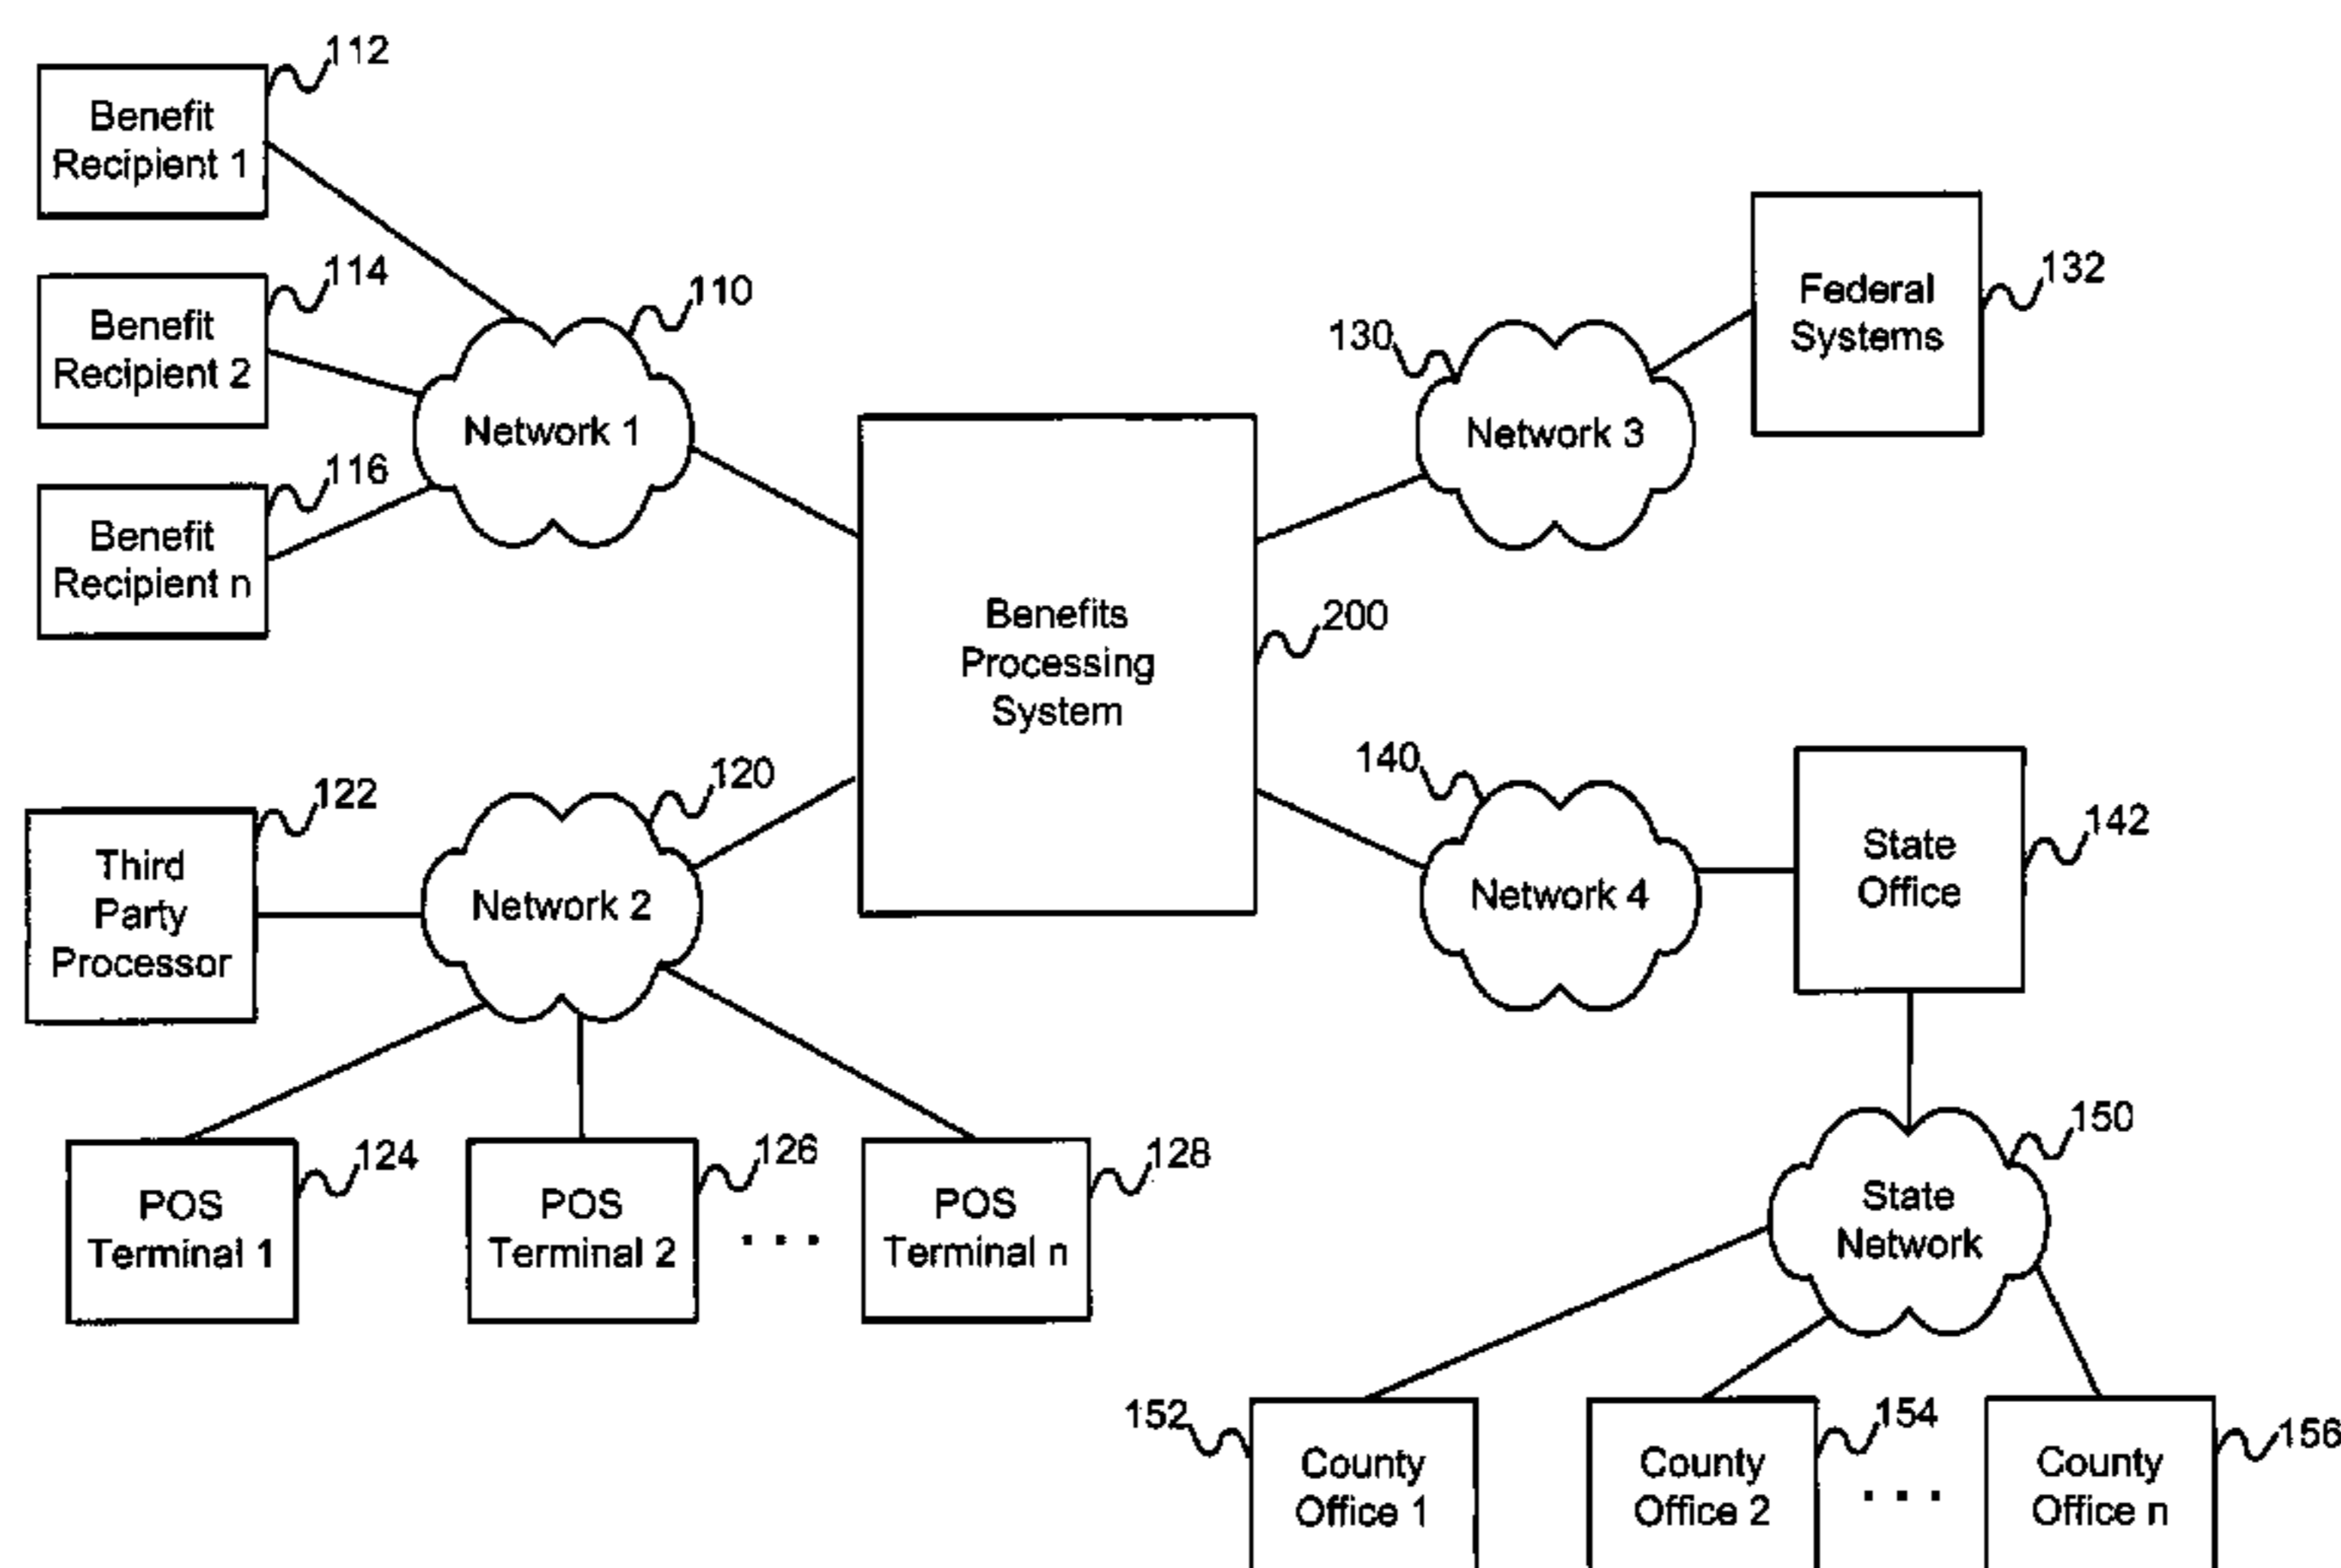 112
Benefit
Recipient 1
114
Benefit
Recipient 2
116
Benefit
Recipient n
110
Network 1
130
Network 3
Federal
Systems
132
Benefits
Processing
System
200
122
Third
Party
Processor
120
Network 2
140
Network 4
State
Office
142
POS
Terminal 1
124
POS
Terminal 2
126
. . .
POS
Terminal n
128
150
State
Network
152
County
Office 1
County
Office 2
154
. . .
County
Office n
156